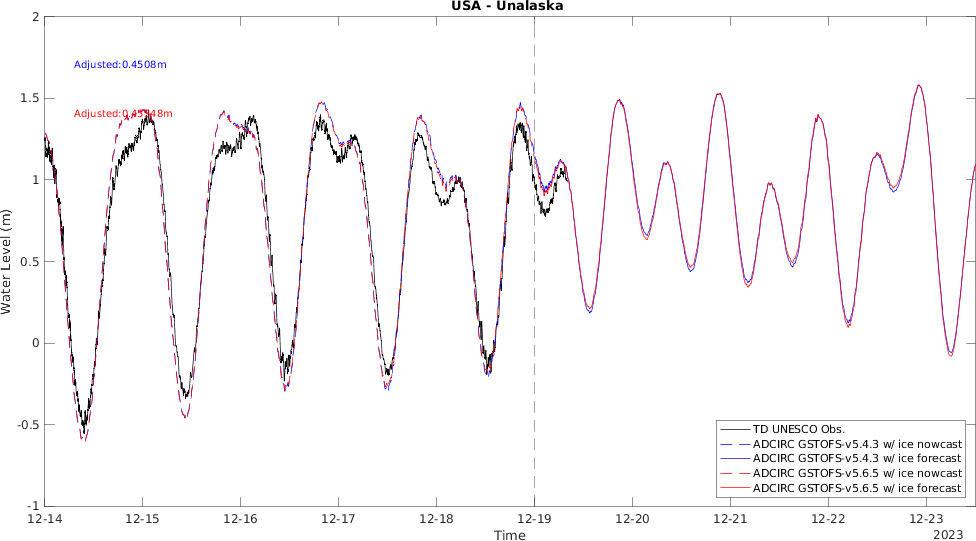 USA - Unalaska
2
Adjusted:0.4508m
1.5
1
0.5
0
-0.5
-1
Water Level (m)
TD UNESCO Obs.
ADCIRC GSTOFS-v5.4.3 w/ ice nowcast
ADCIRC GSTOFS-v5.4.3 w/ ice forecast
ADCIRC GSTOFS-v5.6.5 w/ ice nowcast
ADCIRC GSTOFS-v5.6.5 w/ ice forecast
12-14 12-15 12-16 12-17 12-18 12-19 12-20 12-21 12-22 12-23
Time
2023